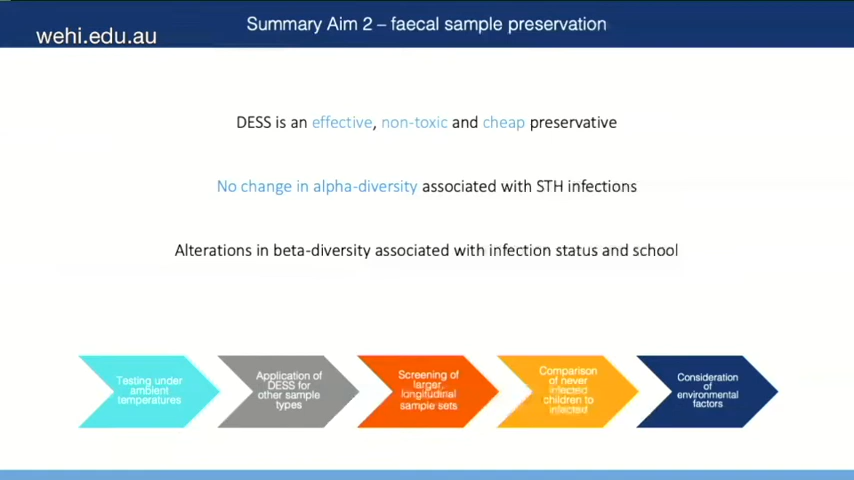 Summary Aim 2 – faecal sample preservation
wehi.edu.au
DESS is an effective, non-toxic and cheap preservative
No change in alpha-diversity associated with STH infections
Alterations in beta-diversity associated with infection status and school
Testing under
ambient
temperatures
Application of
DESS for
other sample
types
Screening of
larger,
longitudinal
sample sets
Comparison
of never
infected
children to
infected
Consideration
of
environmental
factors